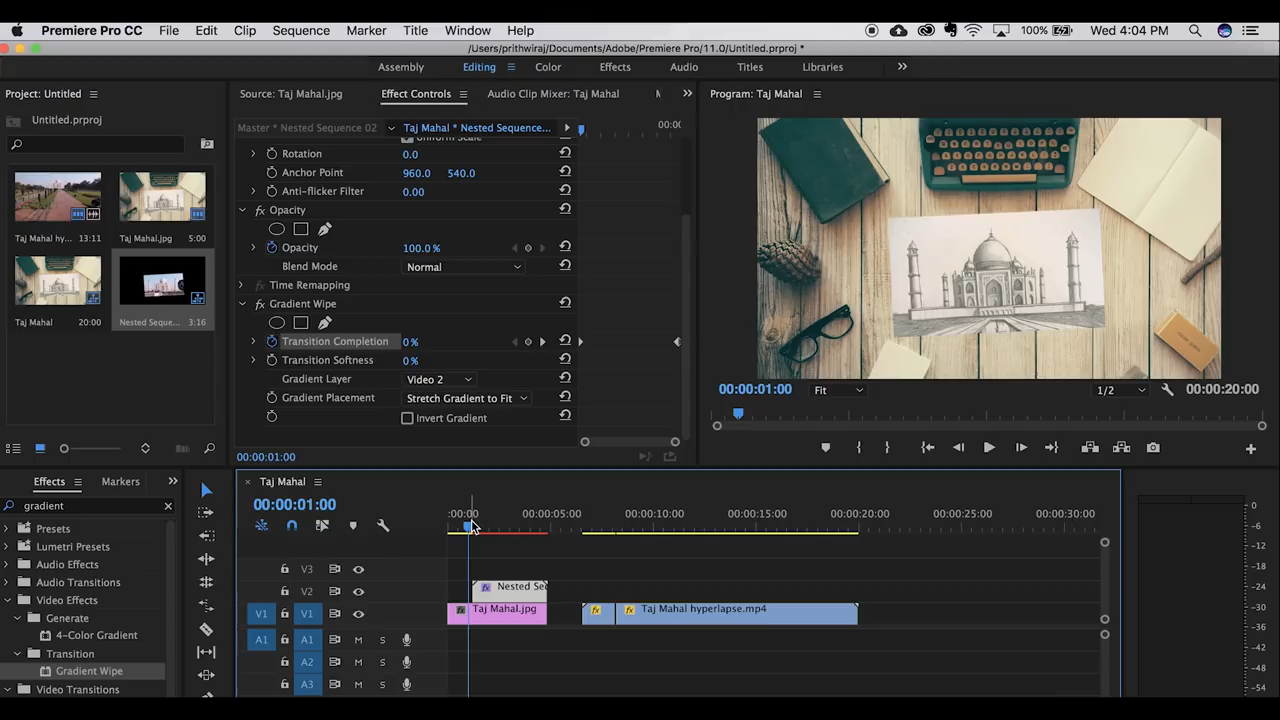 Premiere Pro CC File Edit Clip Sequence Marker Title Window Help 100% Wed 4:04 PM
/Users/prithwiraj/Documents/Adobe/Premiere Pro/11.0/Untitled.prproj *
Assembly Editing Color Effects Audio Titles Libraries
Project: Untitled Source: Taj Mahal.jpg Effect Controls Audio Clip Mixer: Taj Mahal M Program: Taj Mahal
Untitled.prproj
Master * Nested Sequence 02 Taj Mahal * Nested Sequence... 00:0
Uniform Scale
Rotation 0.0
Anchor Point 960.0 540.0
Anti-flicker Filter 0.00
Opacity
Taj Mahal hy... 13:11 Taj Mahal.jpg 5:00
Opacity 100.0 %
Blend Mode Normal
Time Remapping
Gradient Wipe
Taj Mahal 20:00 Nested Seque... 3:16
Transition Completion 0 %
Transition Softness 0 %
Gradient Layer Video 2
Gradient Placement Stretch Gradient to Fit
Invert Gradient
00:00:01:00 Fit 1/2 00:00:20:00
00:00:01:00
Effects Markers
Taj Mahal
gradient
00:00:01:00
:00:00 00:00:05:00 00:00:10:00 00:00:15:00 00:00:20:00 00:00:25:00 00:00:30:00
Presets
Lumetri Presets
Audio Effects
Audio Transitions
Video Effects
Generate
4-Color Gradient
Transition
Gradient Wipe
Video Transitions
V3
V2 fx Nested Se
V1 V1 fx Taj Mahal.jpg fx fx Taj Mahal hyperlapse.mp4
A1 A1 M S
A2 M S
A3 M S
0
-6
-12
-18
-24
-30
-36
-42
-48
-54